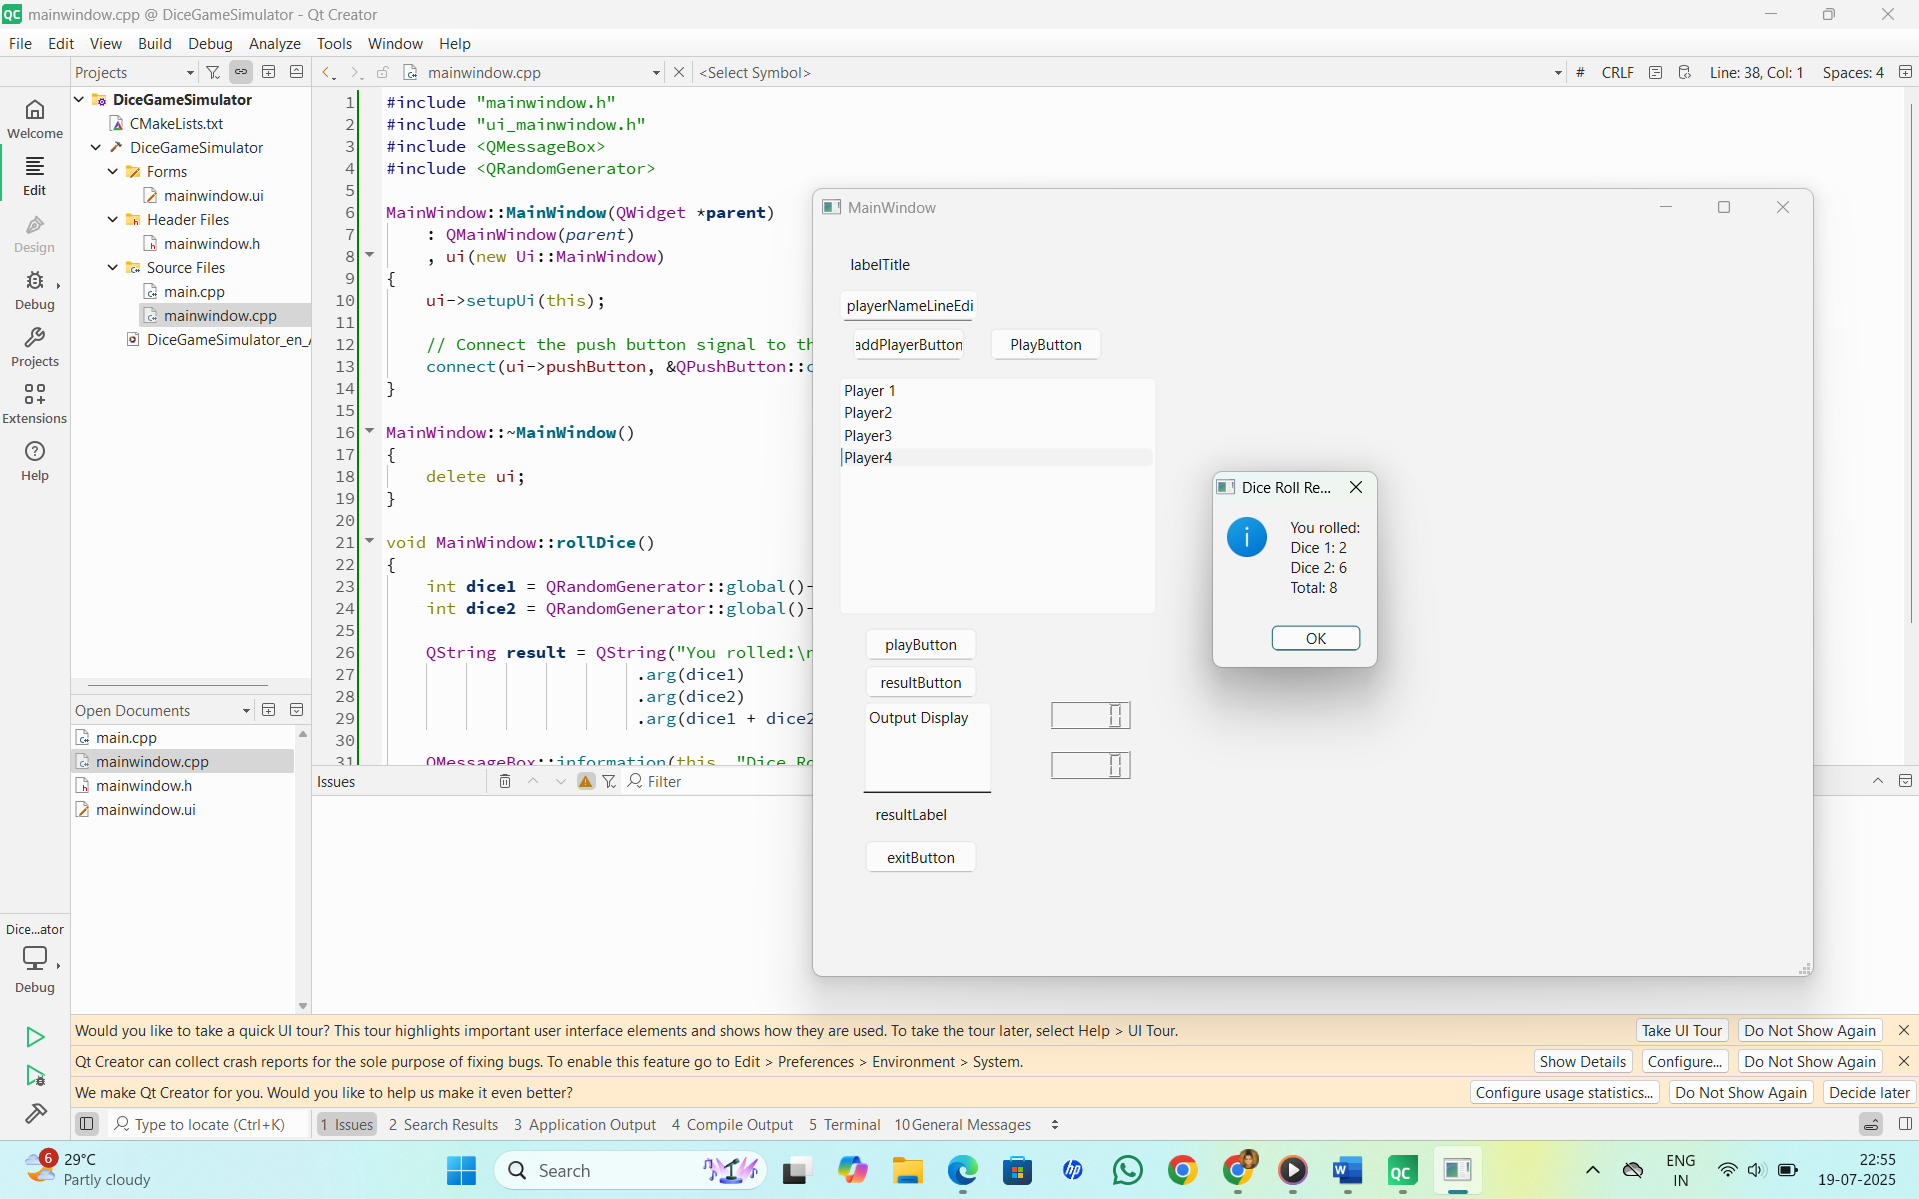 mainwindow.cpp @ DiceGameSimulator - Qt Creator
File Edit View Build Debug Analyze Tools Window Help
Projects
mainwindow.cpp
<Select Symbol>
# CRLF Line: 38, Col: 1 Spaces: 4
Welcome
Edit
Design
Debug
Projects
Extensions
Help
DiceGameSimulator
CMakeLists.txt
DiceGameSimulator
Forms
mainwindow.ui
Header Files
mainwindow.h
Source Files
main.cpp
mainwindow.cpp
DiceGameSimulator_en_
Open Documents
main.cpp
mainwindow.cpp
mainwindow.h
mainwindow.ui
1 #include "mainwindow.h"
2 #include "ui_mainwindow.h"
3 #include <QMessageBox>
4 #include <QRandomGenerator>
5
6 MainWindow::MainWindow(QWidget *parent)
7 : QMainWindow(parent)
8 , ui(new Ui::MainWindow)
9 {
10 ui->setupUi(this);
11
12 // Connect the push button signal to th
13 connect(ui->pushButton, &QPushButton::c
14 }
15
16 MainWindow::~MainWindow()
17 {
18 delete ui;
19 }
20
21 void MainWindow::rollDice()
22 {
23 int dice1 = QRandomGenerator::global()-
24 int dice2 = QRandomGenerator::global()-
25
26 QString result = QString("You rolled:\n
27 .arg(dice1)
28 .arg(dice2)
29 .arg(dice1 + dice2
30
31 QMessageBox::information(this, "Dice Ro
MainWindow
labelTitle
playerNameLineEdi
addPlayerButton PlayButton
Player 1
Player2
Player3
Player4
playButton
resultButton
Output Display
0
0
resultLabel
exitButton
Dice Roll Re...
You rolled:
Dice 1: 2
Dice 2: 6
Total: 8
OK
Issues
Filter
Dice...ator
Debug
Would you like to take a quick UI tour? This tour highlights important user interface elements and shows how they are used. To take the tour later, select Help > UI Tour. Take UI Tour Do Not Show Again
Qt Creator can collect crash reports for the sole purpose of fixing bugs. To enable this feature go to Edit > Preferences > Environment > System. Show Details Configure... Do Not Show Again
We make Qt Creator for you. Would you like to help us make it even better? Configure usage statistics... Do Not Show Again Decide later
Type to locate (Ctrl+K) 1 Issues 2 Search Results 3 Application Output 4 Compile Output 5 Terminal 10 General Messages
6
29°C
Partly cloudy
Search
hp
QC
ENG
IN
22:55
19-07-2025